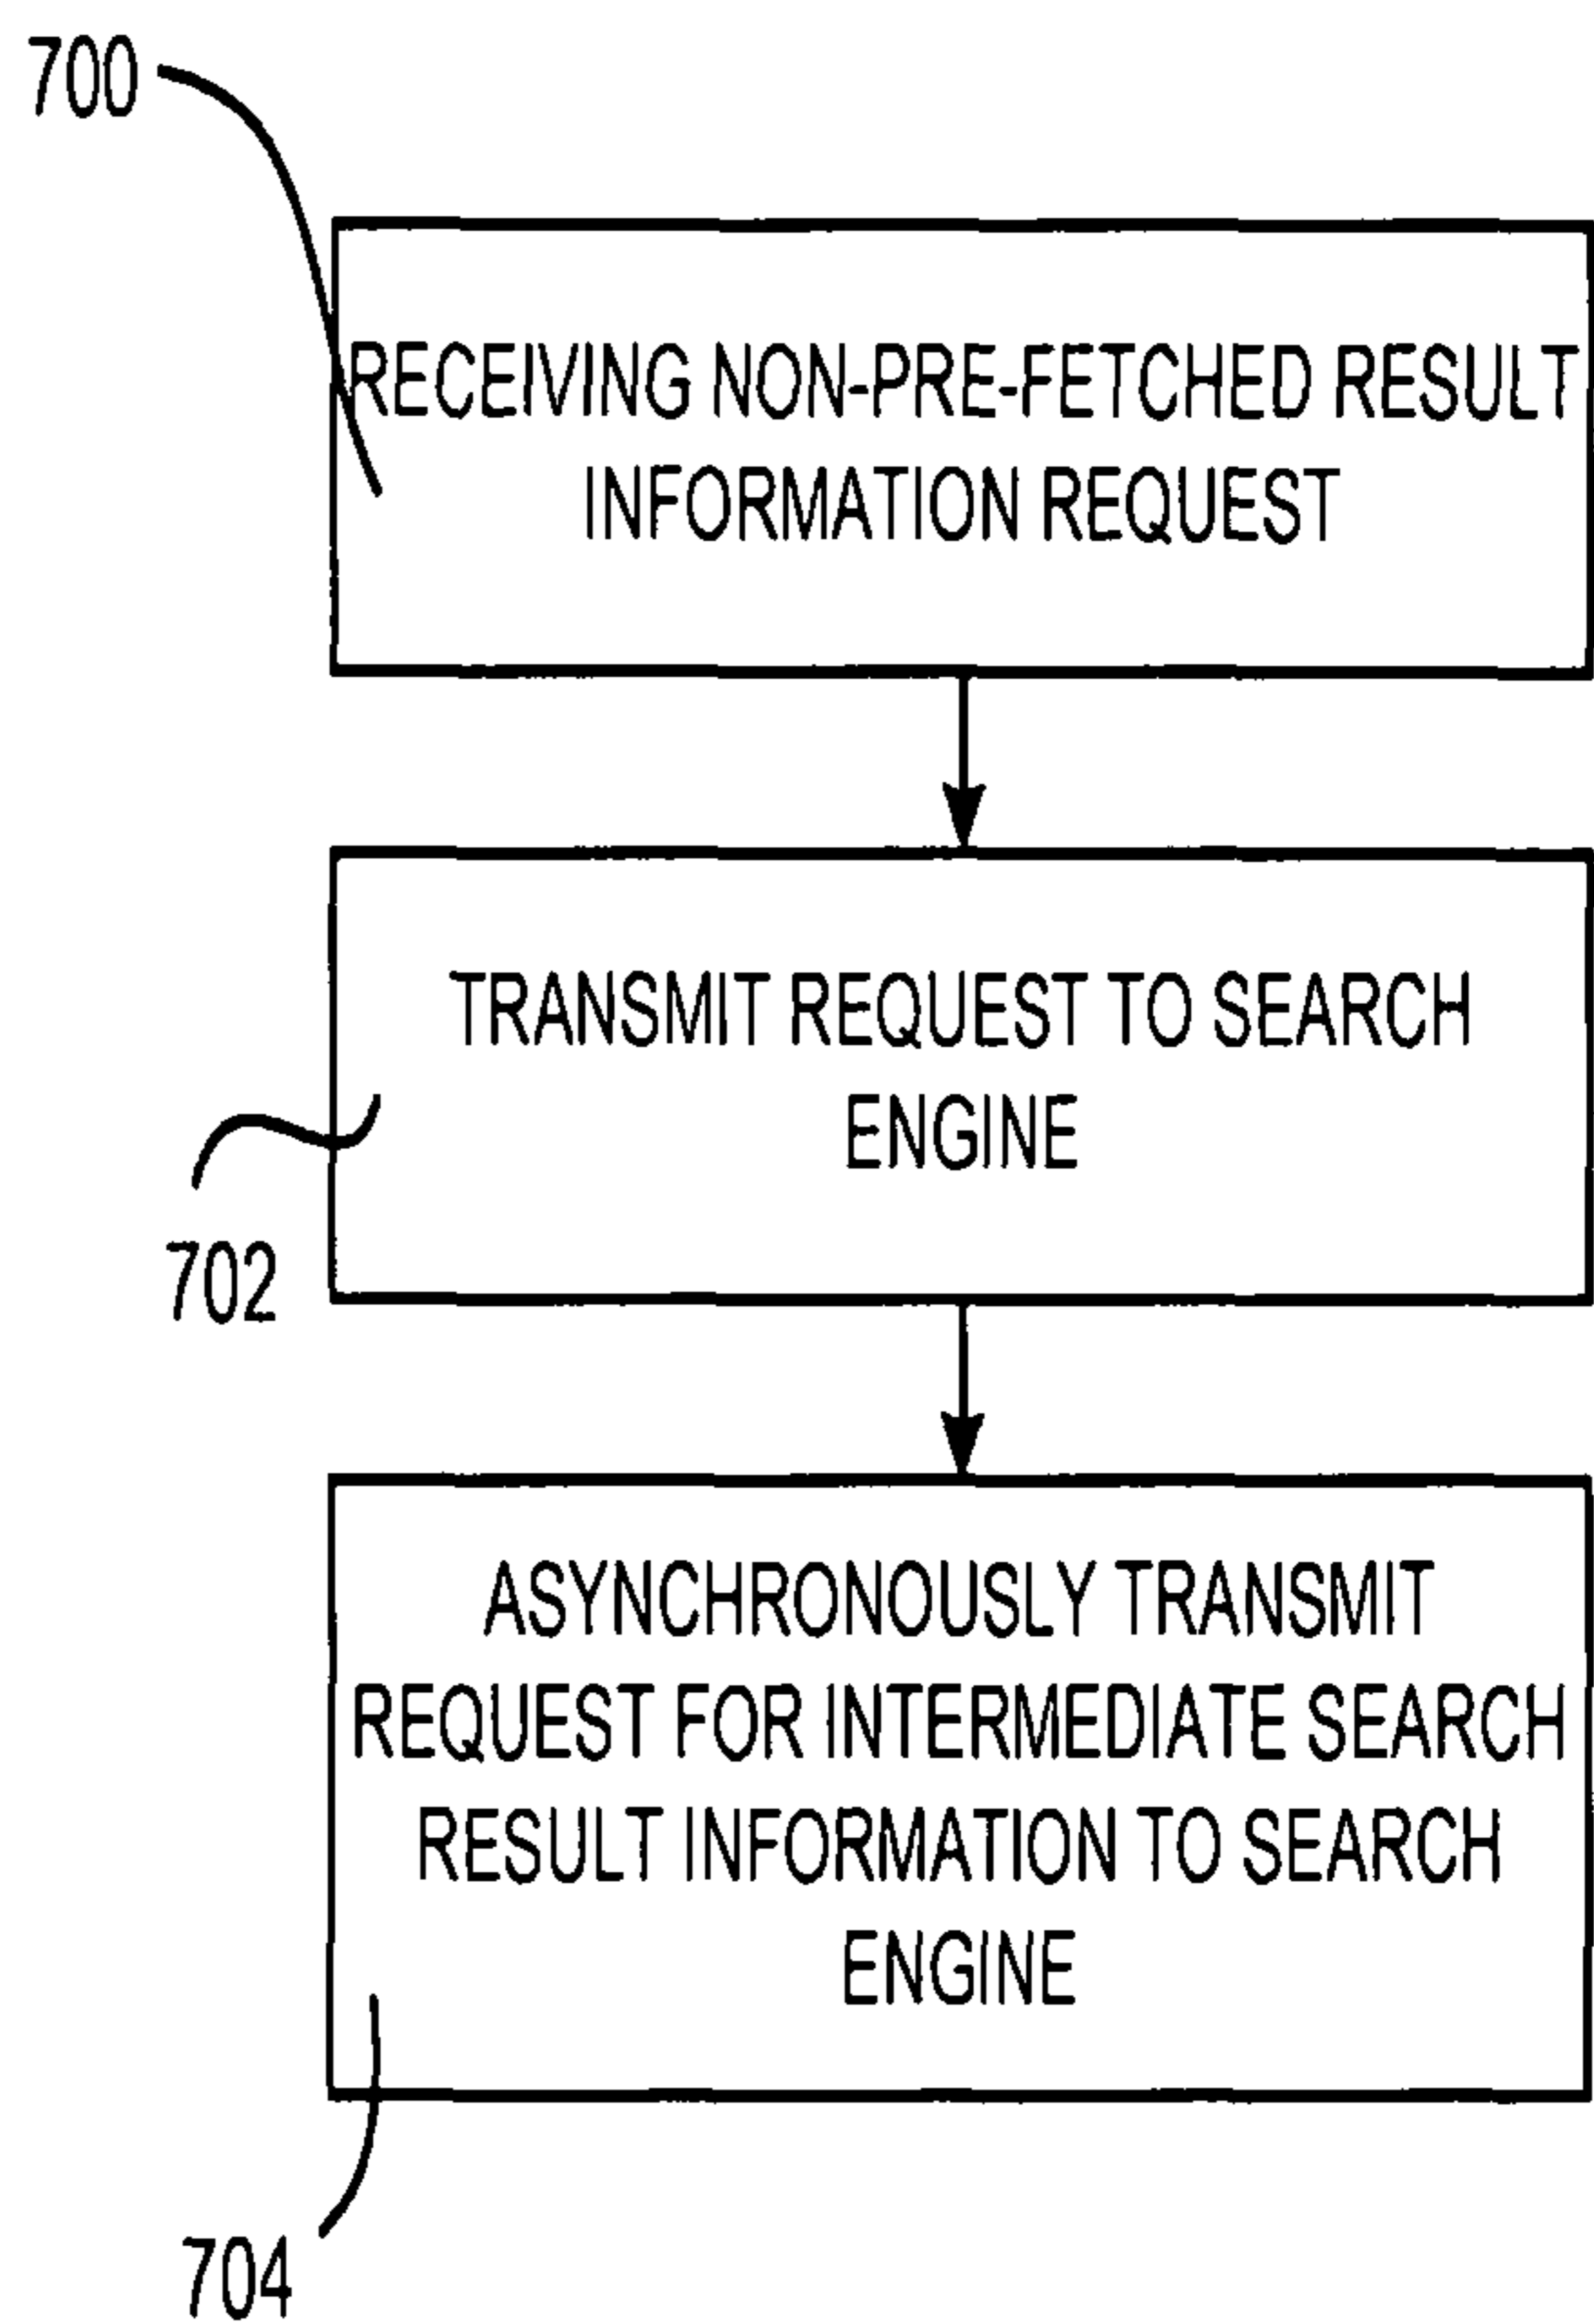 700
RECEIVING NON-PRE-FETCHED RESULT
INFORMATION REQUEST
TRANSMIT REQUEST TO SEARCH
ENGINE
702
ASYNCHRONOUSLY TRANSMIT
REQUEST FOR INTERMEDIATE SEARCH
RESULT INFORMATION TO SEARCH
ENGINE
704